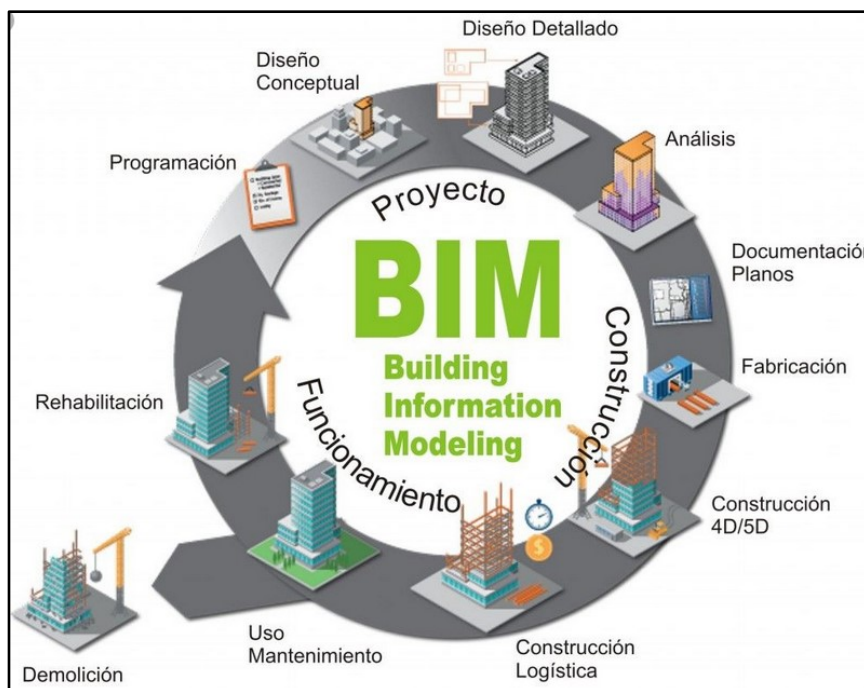 Diseño Detallado
Diseño
Conceptual
Programación
Análisis
Documentación
Planos
Fabricación
Construcción
4D/5D
Construcción
Logística
Uso
Mantenimiento
Demolición
Rehabilitación
Proyecto
Construcción
Funcionamiento
BIM
Building
Information
Modeling
$